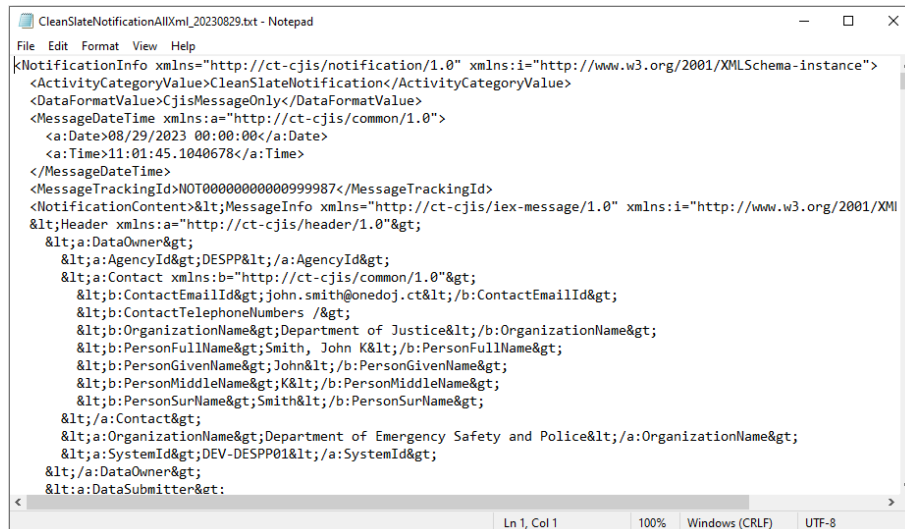 CleanSlateNotificationAllXml_20230829.txt - Notepad
File Edit Format View Help
<NotificationInfo xmlns="http://ct-cjis/notification/1.0" xmlns:i="http://www.w3.org/2001/XMLSchema-instance">
<ActivityCategoryValue>CleanSlateNotification</ActivityCategoryValue>
<DataFormatValue>CjisMessageOnly</DataFormatValue>
<MessageDateTime xmlns:a="http://ct-cjis/common/1.0">
<a:Date>08/29/2023 00:00:00</a:Date>
<a:Time>11:01:45.1040678</a:Time>
</MessageDateTime>
<MessageTrackingId>NOT00000000000999987</MessageTrackingId>
<NotificationContent>&lt;MessageInfo xmlns="http://ct-cjis/iex-message/1.0" xmlns:i="http://www.w3.org/2001/XMl
&lt;Header xmlns:a="http://ct-cjis/header/1.0"&gt;
&lt;a:DataOwner&gt;
&lt;a:AgencyId&gt;DESPP&lt;/a:AgencyId&gt;
&lt;a:Contact xmlns:b="http://ct-cjis/common/1.0"&gt;
&lt;b:ContactEmailId&gt;john.smith@onedoj.ct&lt;/b:ContactEmailId&gt;
&lt;b:ContactTelephoneNumbers /&gt;
&lt;b:OrganizationName&gt;Department of Justice&lt;/b:OrganizationName&gt;
&lt;b:PersonFullName&gt;Smith, John K&lt;/b:PersonFullName&gt;
&lt;b:PersonGivenName&gt;John&lt;/b:PersonGivenName&gt;
&lt;b:PersonMiddleName&gt;K&lt;/b:PersonMiddleName&gt;
&lt;b:PersonSurName&gt;Smith&lt;/b:PersonSurName&gt;
&lt;/a:Contact&gt;
&lt;a:OrganizationName&gt;Department of Emergency Safety and Police&lt;/a:OrganizationName&gt;
&lt;a:SystemId&gt;DEV-DESPP01&lt;/a:SystemId&gt;
&lt;/a:DataOwner&gt;
&lt;a:DataSubmitter&gt;
Ln 1, Col 1 100% Windows (CRLF) UTF-8